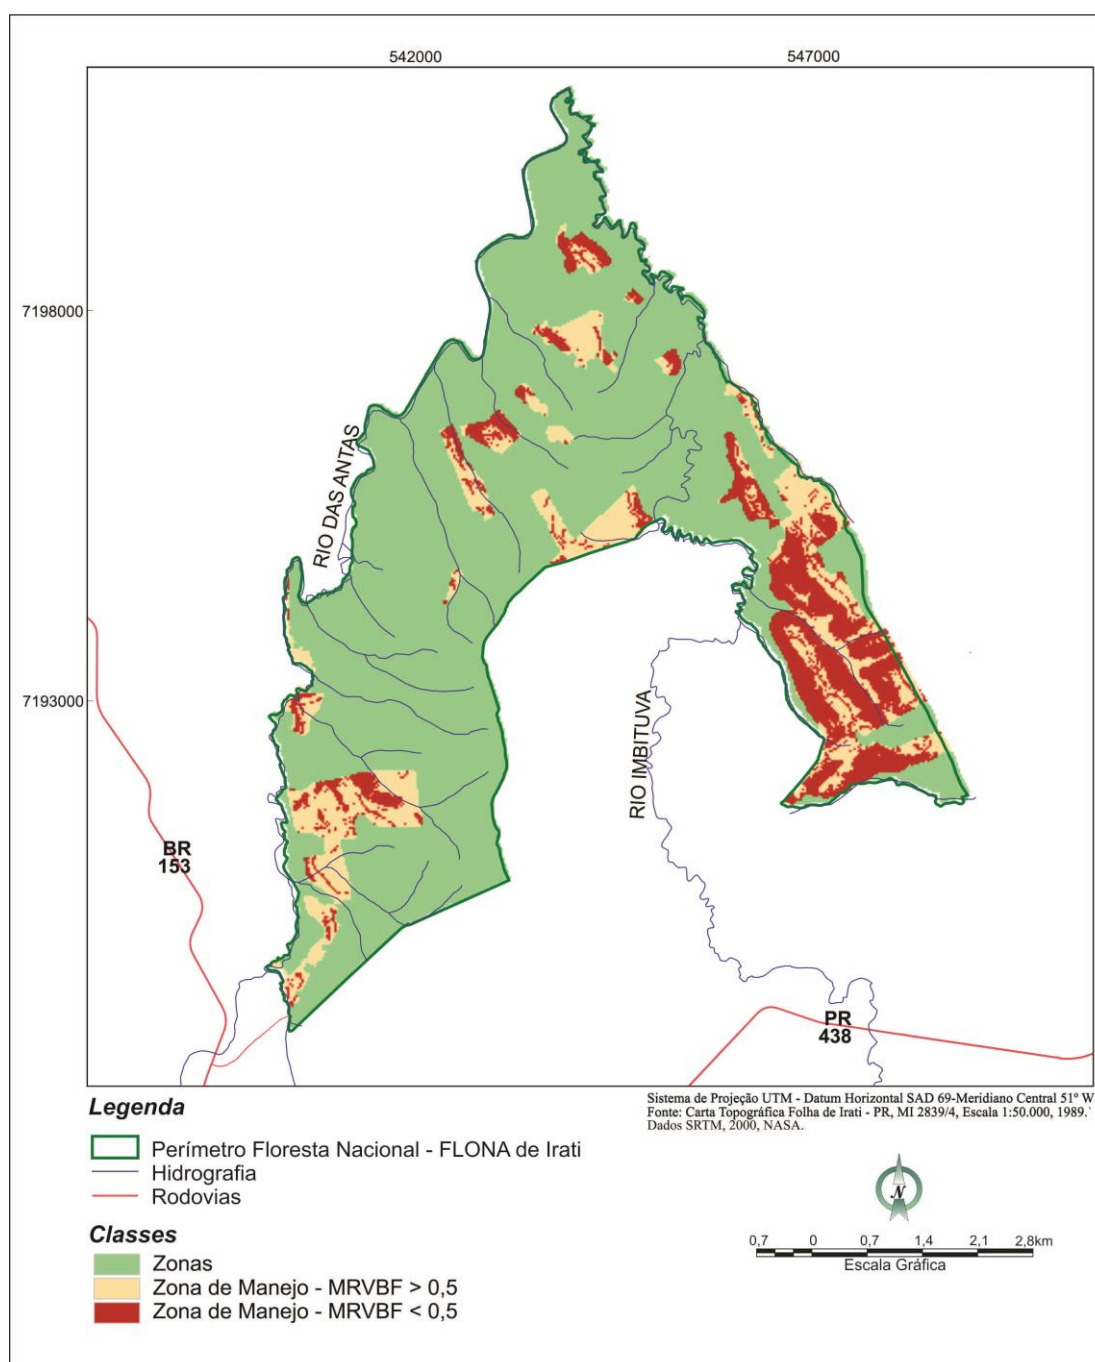 542000
547000
7198000
RIO DAS ANTAS
7193000
RIO IMBITUVA
BR
153
PR
438
Legenda
Perímetro Floresta Nacional - FLONA de Irati
Hidrografia
Rodovias
Classes
Zonas
Zona de Manejo - MRVBF > 0,5
Zona de Manejo - MRVBF < 0,5
Sistema de Projeção UTM - Datum Horizontal SAD 69-Meridiano Central 51º W
Fonte: Carta Topográfica Folha de Irati - PR, MI 2839/4, Escala 1:50.000, 1989.
Dados SRTM, 2000, NASA.
N
0,7 0 0,7 1,4 2,1 2,8km
Escala Gráfica